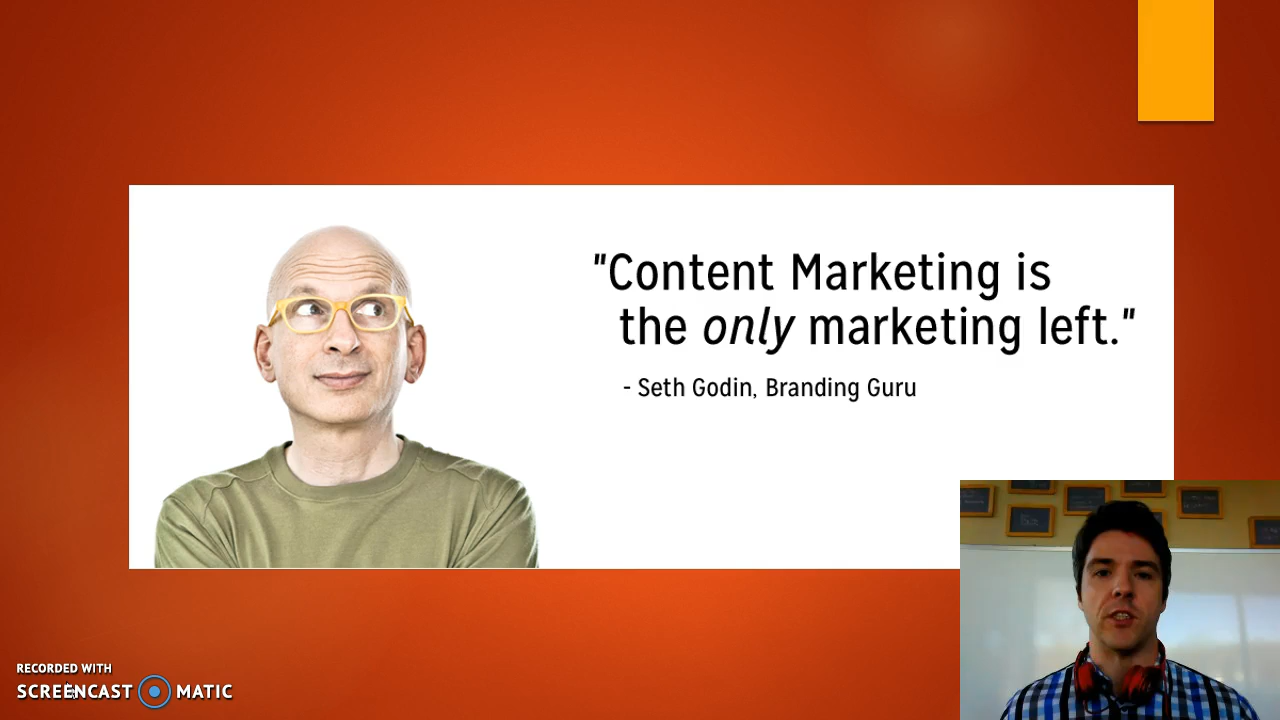 "Content Marketing is
the only marketing left."
- Seth Godin, Branding Guru
RECORDED WITH
SCREENCAST MATIC